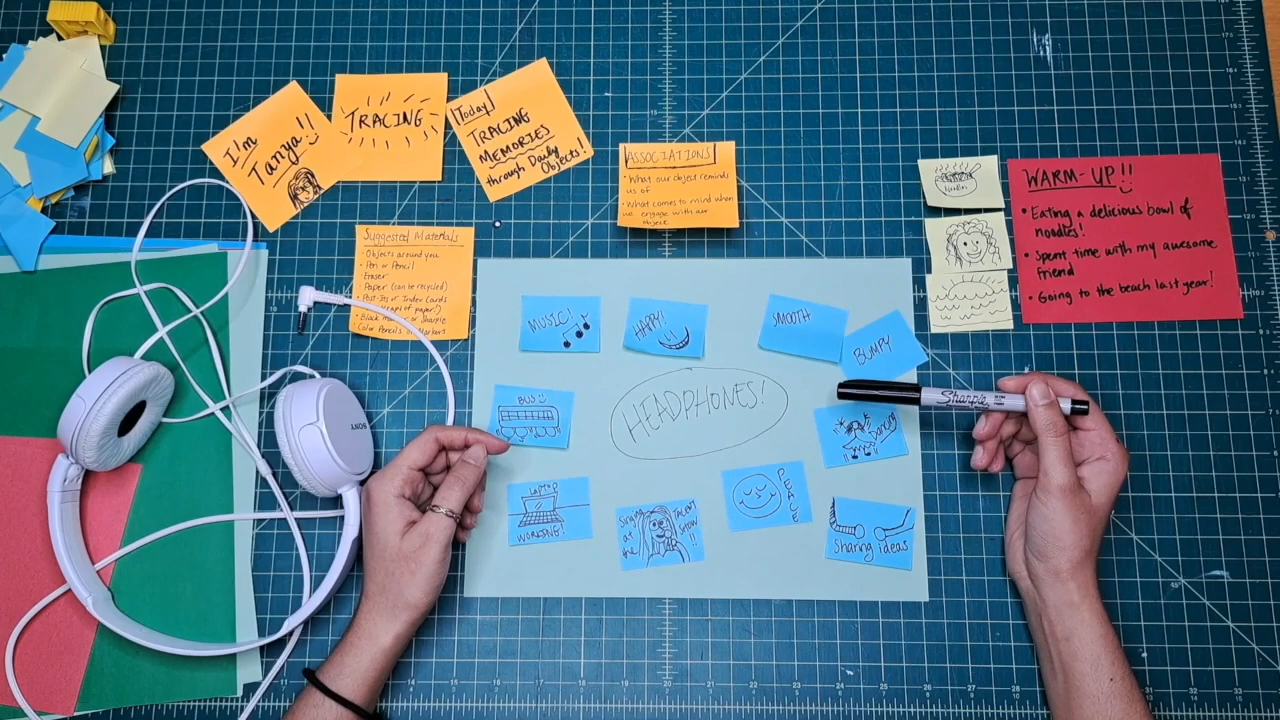 I'm
Tanya!!
TRACING
Today
TRACING
MEMORIES
through Daily
Objects!
ASSOCIATIONS
• What our object reminds
us of
• What comes to mind when
we engage with our
object
Suggested Materials
• Objects around you
• Pen or Pencil
• Eraser
• Paper (can be recycled)
• Post-Its or Index Cards
of paper!)
• Black or Sharpie
• Color Pencils or Markers
Noodles
WARM-UP!!
• Eating a delicious bowl of
noodles!
• Spent time with my awesome
friend
• Going to the beach last year!
MUSIC!
HAPPY!
SMOOTH
BUMPY
BUS
HEADPHONES!
Dancing
LAPTOP
WORKING!
Singing
at
the
TALENT
SHOW!!
PEACE
Sharing ideas
SONY
Sharpie